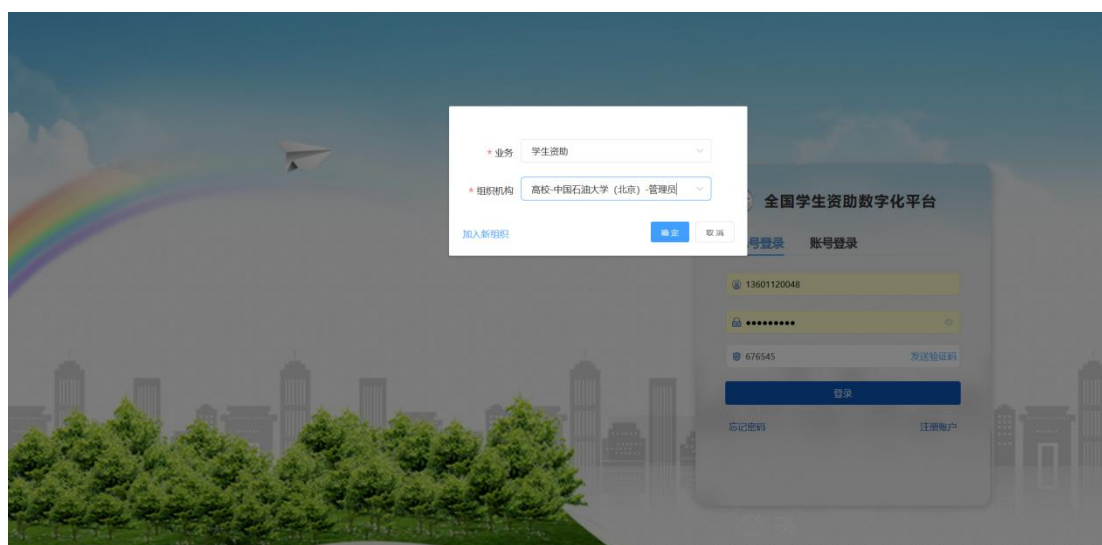 * 业务 学生资助
* 组织机构 高校-中国石油大学（北京）-管理员
加入新组织 确定 取消
全国学生资助数字化平台
号登录 账号登录
13601120048
•••••••••
676545 发送验证码
登录
忘记密码 注册账户